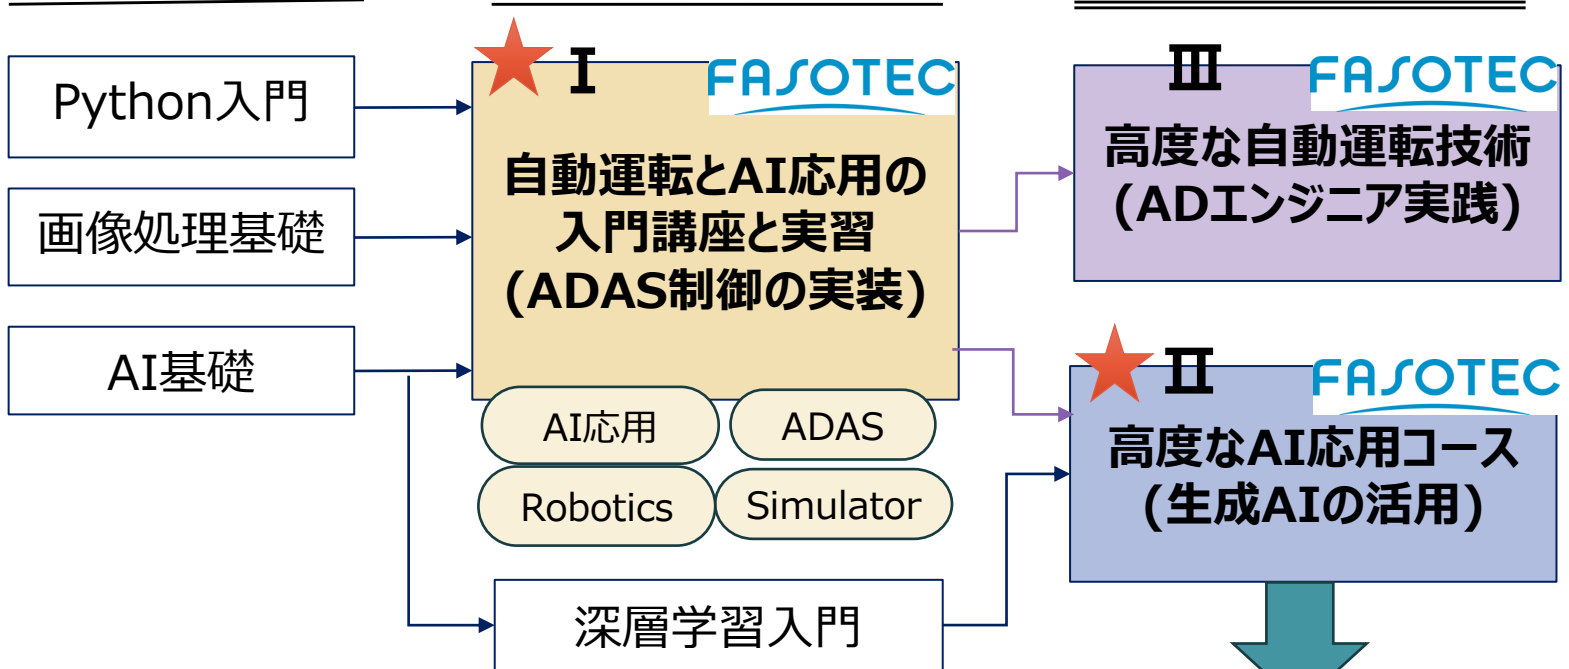 Python入門
画像処理基礎
AI基礎
I
FASOTEC
自動運転とAI応用の
入門講座と実習
(ADAS制御の実装)
AI応用
ADAS
Robotics
Simulator
深層学習入門
III
FASOTEC
高度な自動運転技術
(ADエンジニア実践)
II
FASOTEC
高度なAI応用コース
(生成AIの活用)